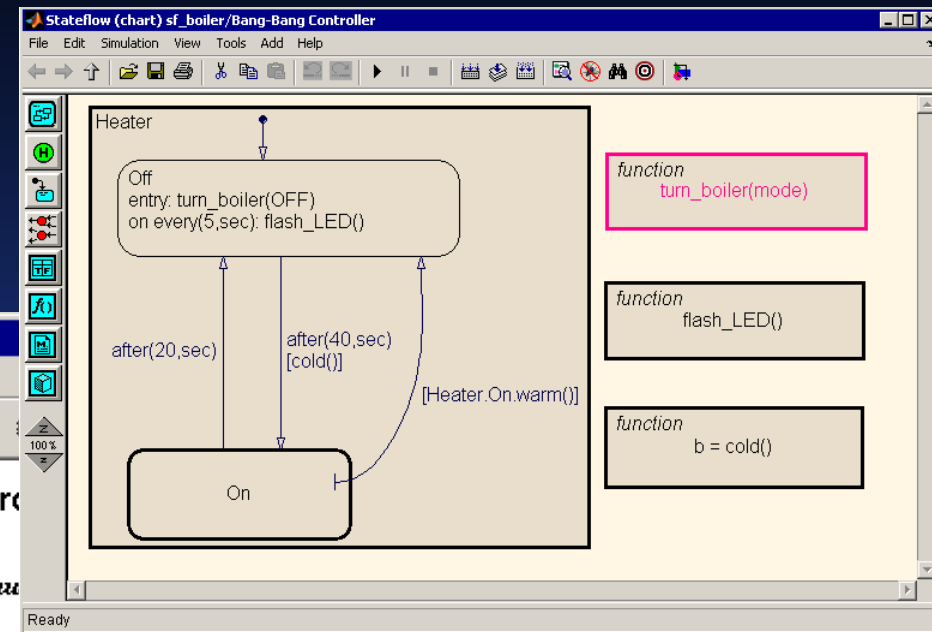 Stateflow (chart) sf_boiler/Bang-Bang Controller
File Edit Simulation View Tools Add Help
Heater
Off
entry: turn_boiler(OFF)
on every(5,sec): flash_LED()
after(20,sec)
after(40,sec)
[cold()]
[Heater.On.warm()]
On
function
turn_boiler(mode)
function
flash_LED()
function
b = cold()
H
TF
f()
M
Z
100 %
Z
Ready